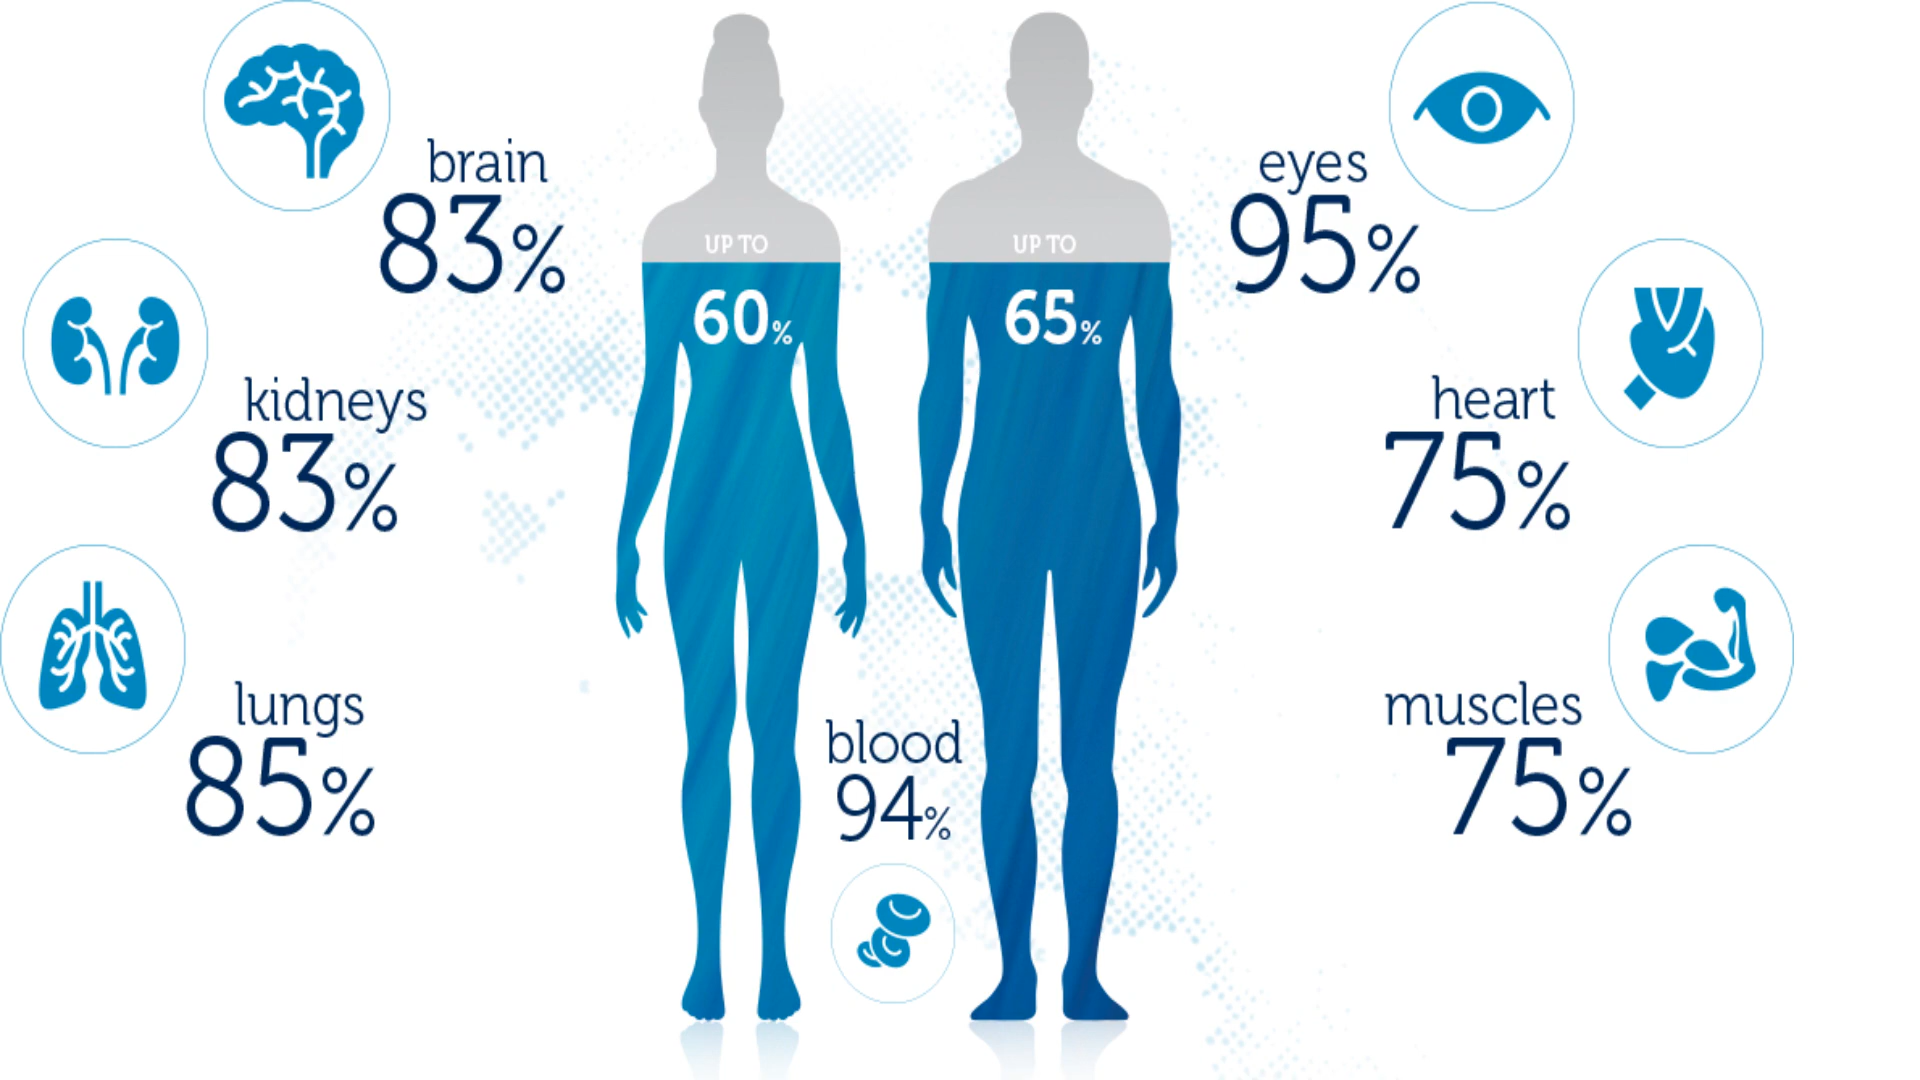 brain
83%
kidneys
83%
lungs
85%
UP TO
60%
UP TO
65%
blood
94%
eyes
95%
heart
75%
muscles
75%